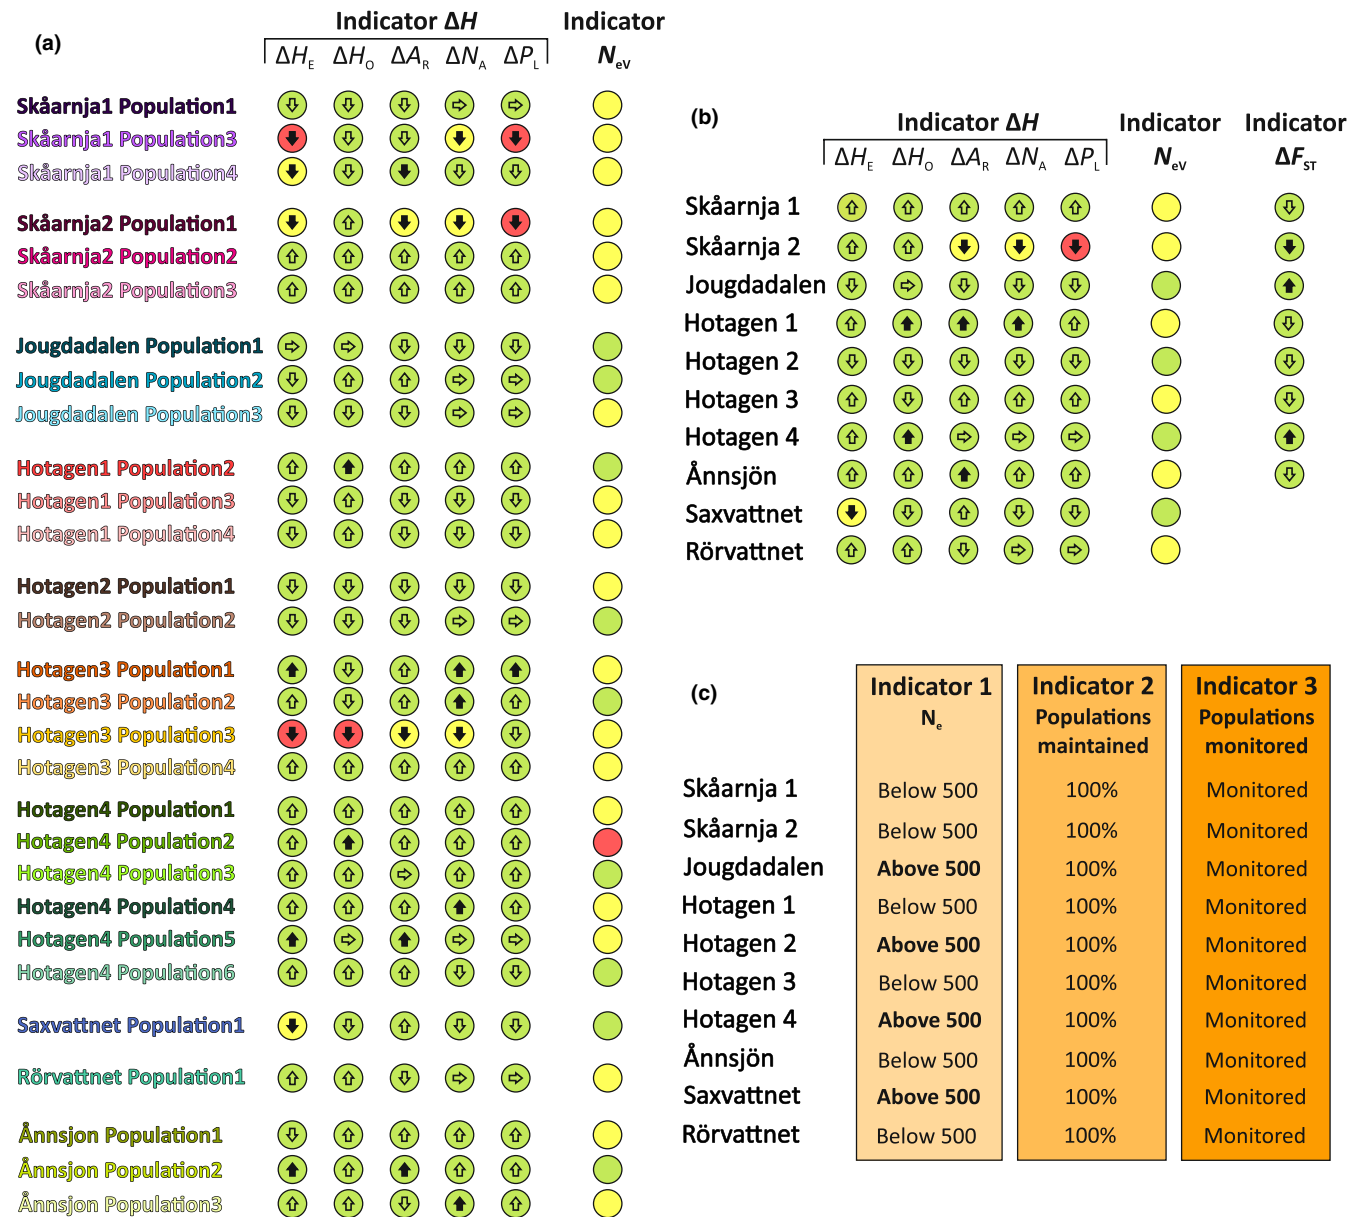 (a)
Indicator ΔH
Indicator
NeV
ΔHE ΔHO ΔAR ΔNA ΔPL
Skåarnja1 Population1
Skåarnja1 Population3
Skåarnja1 Population4
Skåarnja2 Population1
Skåarnja2 Population2
Skåarnja2 Population3
Jougdadalen Population1
Jougdadalen Population2
Jougdadalen Population3
Hotagen1 Population2
Hotagen1 Population3
Hotagen1 Population4
Hotagen2 Population1
Hotagen2 Population2
Hotagen3 Population1
Hotagen3 Population2
Hotagen3 Population3
Hotagen3 Population4
Hotagen4 Population1
Hotagen4 Population2
Hotagen4 Population3
Hotagen4 Population4
Hotagen4 Population5
Hotagen4 Population6
Saxvattnet Population1
Rörvattnet Population1
Ånnsjon Population1
Ånnsjon Population2
Ånnsjon Population3
(b)
Indicator ΔH
Indicator
NeV
Indicator
ΔFST
ΔHE ΔHO ΔAR ΔNA ΔPL
Skåarnja 1
Skåarnja 2
Jougdadalen
Hotagen 1
Hotagen 2
Hotagen 3
Hotagen 4
Ånnsjön
Saxvattnet
Rörvattnet
(c)
Indicator 1
Ne
Indicator 2
Populations
maintained
Indicator 3
Populations
monitored
Skåarnja 1 Below 500 100% Monitored
Skåarnja 2 Below 500 100% Monitored
Jougdadalen Above 500 100% Monitored
Hotagen 1 Below 500 100% Monitored
Hotagen 2 Above 500 100% Monitored
Hotagen 3 Below 500 100% Monitored
Hotagen 4 Above 500 100% Monitored
Ånnsjön Below 500 100% Monitored
Saxvattnet Above 500 100% Monitored
Rörvattnet Below 500 100% Monitored